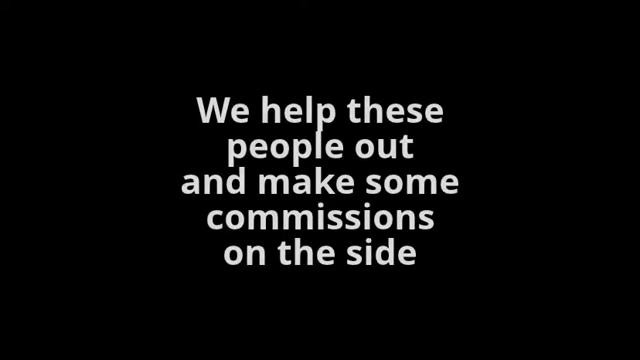 We help these
people out
and make some
commissions
on the side